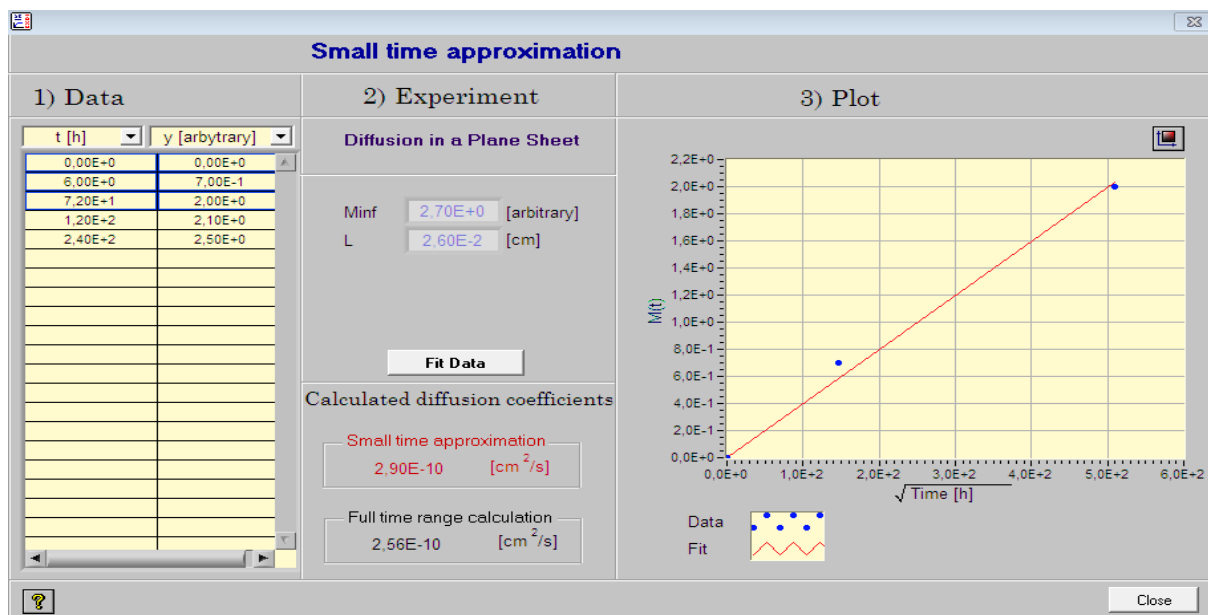 Small time approximation
1) Data
2) Experiment
3) Plot
t [h] y [arbytrary]
0,00E+0 0,00E+0
6,00E+0 7,00E-1
7,20E+1 2,00E+0
1,20E+2 2,10E+0
2,40E+2 2,50E+0
Diffusion in a Plane Sheet
Minf 2,70E+0 [arbitrary]
L 2,60E-2 [cm]
Fit Data
Calculated diffusion coefficients
Small time approximation
2,90E-10 [cm²/s]
Full time range calculation
2,56E-10 [cm²/s]
M(t)
2,2E+0
2,0E+0
1,8E+0
1,6E+0
1,4E+0
1,2E+0
1,0E+0
8,0E-1
6,0E-1
4,0E-1
2,0E-1
0,0E+0
0,0E+0 1,0E+2 2,0E+2 3,0E+2 4,0E+2 5,0E+2 6,0E+2
√Time [h]
Data
Fit
?
Close